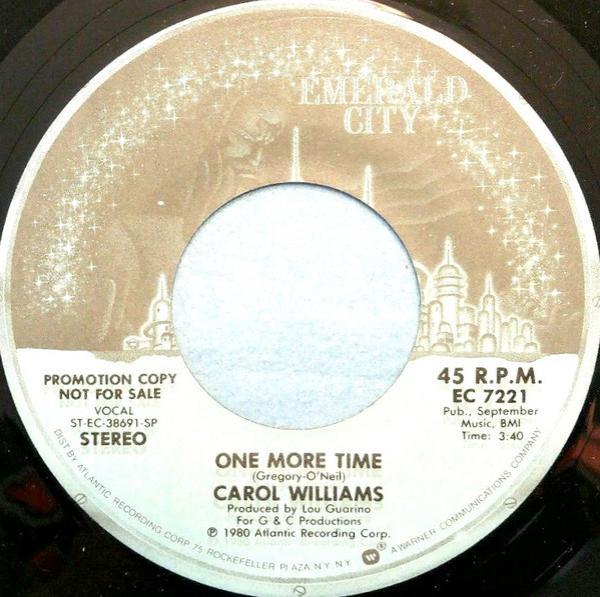 EMERALD
CITY
PROMOTION COPY
NOT FOR SALE
VOCAL
ST-EC-38691-SP
STEREO
45 R.P.M.
EC 7221
Pub., September
Music, BMI
Time: 3:40
ONE MORE TIME
(Gregory-O'Neil)
CAROL WILLIAMS
Produced by Lou Guarino
For G & C Productions
℗ 1980 Atlantic Recording Corp.
DIST BY ATLANTIC RECORDING CORP. 75 ROCKEFELLER PLAZA, N.Y. N.Y. ® A WARNER COMMUNICATIONS COMPANY